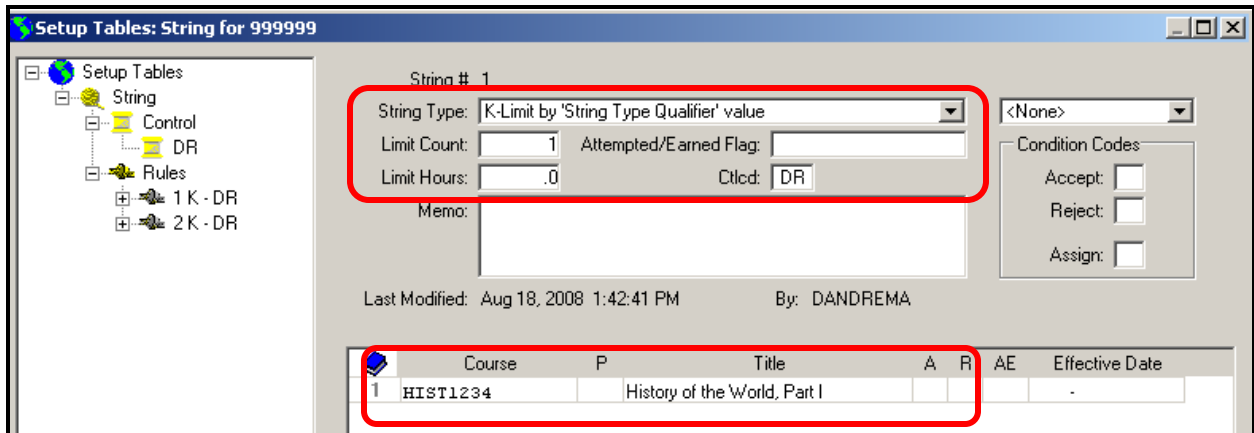 Setup Tables: String for 999999
Setup Tables
String
Control
DR
Rules
1 K - DR
2 K - DR
String # 1
String Type: K-Limit by 'String Type Qualifier' value <None>
Limit Count: 1 Attempted/Earned Flag:
Limit Hours: .0 Ctlcd: DR
Memo:
Condition Codes
Accept:
Reject:
Assign:
Last Modified: Aug 18, 2008 1:42:41 PM By: DANDREMA
Course P Title A R AE Effective Date
1 HIST1234 History of the World, Part I -